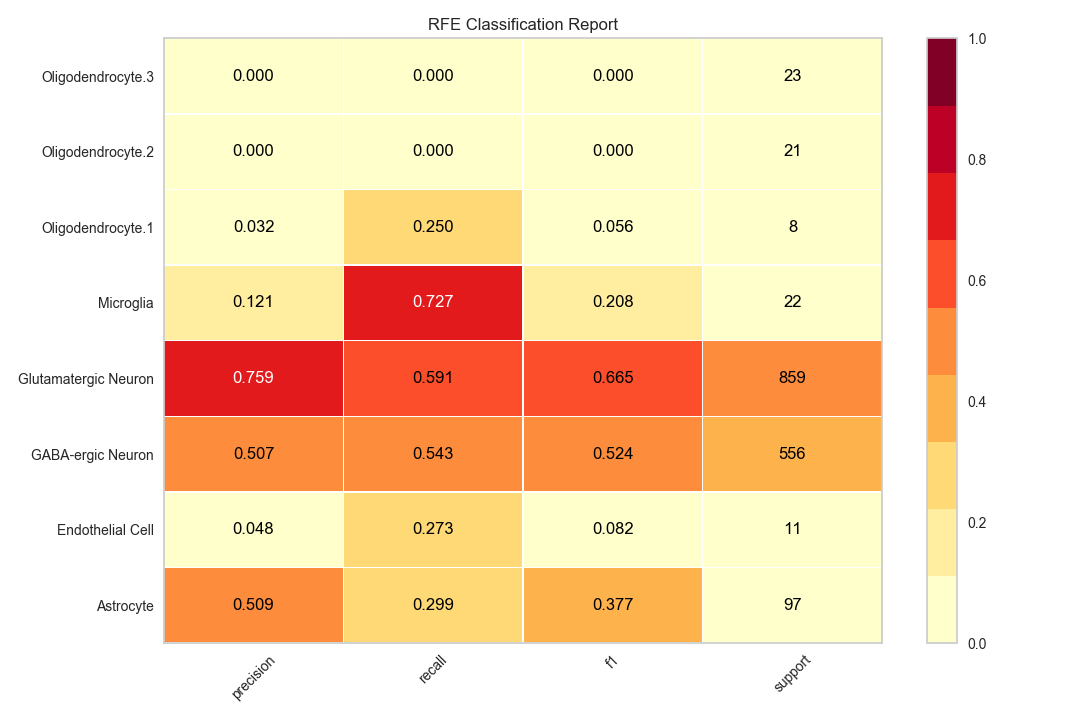 RFE Classification Report
Oligodendrocyte.3 0.000 0.000 0.000 23
Oligodendrocyte.2 0.000 0.000 0.000 21
Oligodendrocyte.1 0.032 0.250 0.056 8
Microglia 0.121 0.727 0.208 22
Glutamatergic Neuron 0.759 0.591 0.665 859
GABA-ergic Neuron 0.507 0.543 0.524 556
Endothelial Cell 0.048 0.273 0.082 11
Astrocyte 0.509 0.299 0.377 97
precision recall f1 support
1.0
0.8
0.6
0.4
0.2
0.0